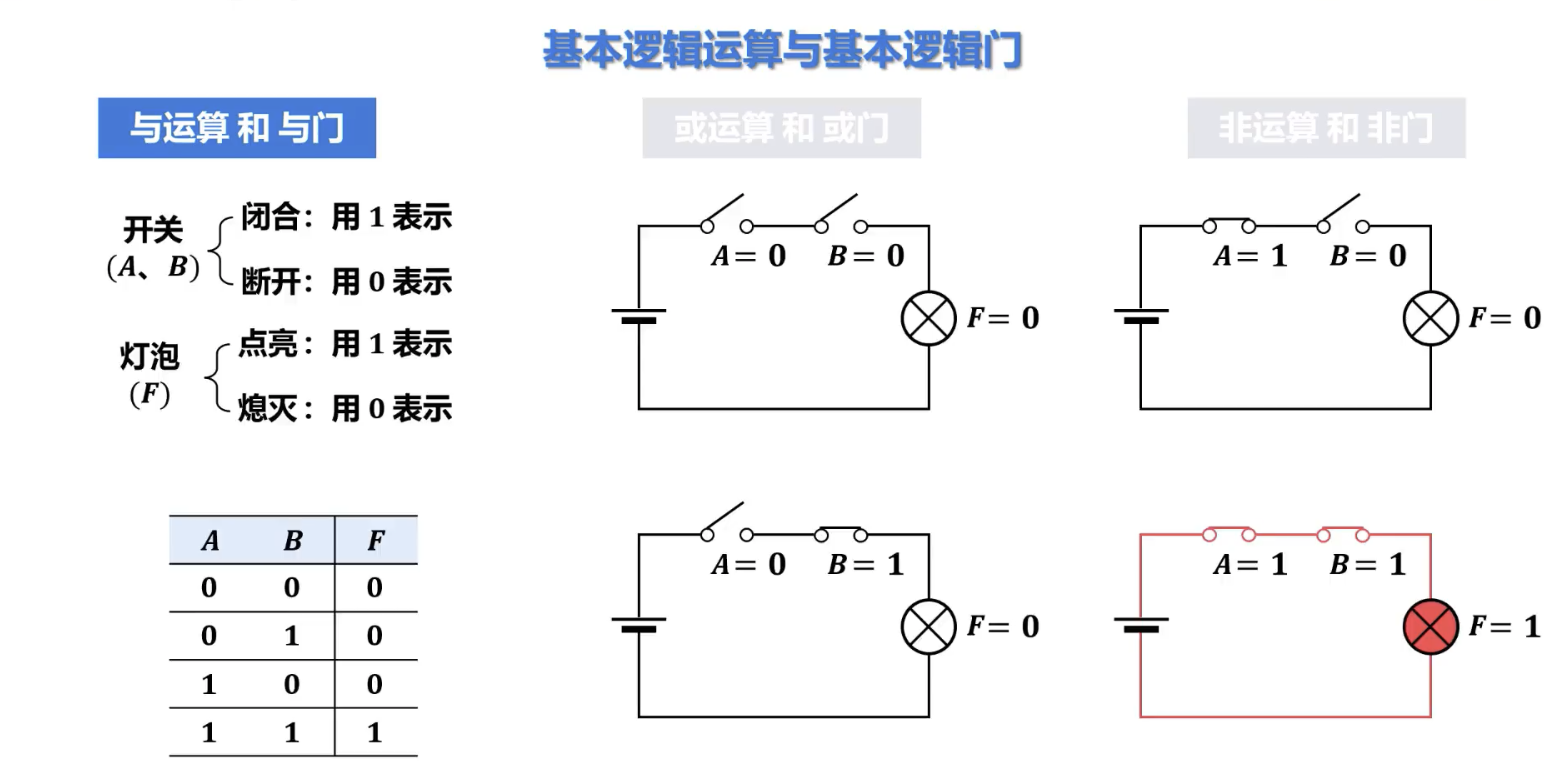 基本逻辑运算与基本逻辑门
与运算 和 与门
或运算 和 或门
非运算 和 非门
开关
(A、B)
闭合：用 1 表示
断开：用 0 表示
灯泡
(F)
点亮：用 1 表示
熄灭：用 0 表示
A B F
0 0 0
0 1 0
1 0 0
1 1 1
A= 0 B= 0
F= 0
A= 1 B= 0
F= 0
A= 0 B= 1
F= 0
A= 1 B= 1
F= 1